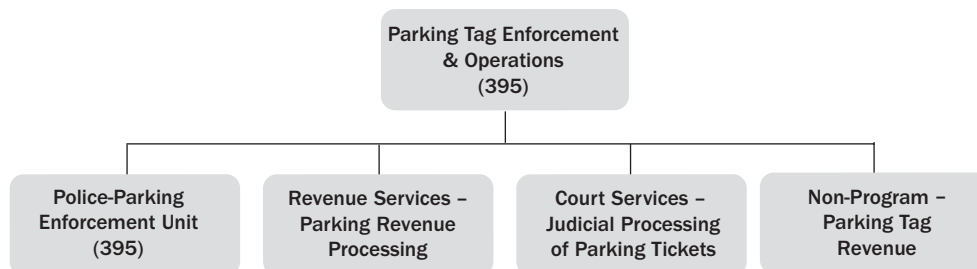 Parking Tag Enforcement
& Operations
(395)
Police-Parking
Enforcement Unit
(395)
Revenue Services –
Parking Revenue
Processing
Court Services –
Judicial Processing
of Parking Tickets
Non-Program –
Parking Tag
Revenue